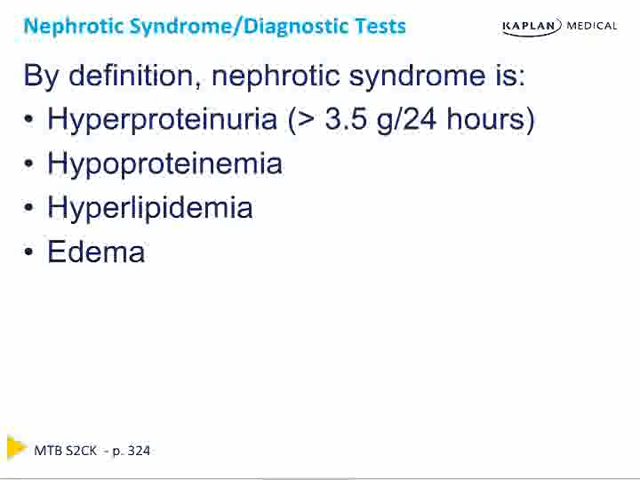 Nephrotic Syndrome/Diagnostic Tests
KAPLAN MEDICAL
By definition, nephrotic syndrome is:
• Hyperproteinuria (> 3.5 g/24 hours)
• Hypoproteinemia
• Hyperlipidemia
• Edema
MTB S2CK - p. 324